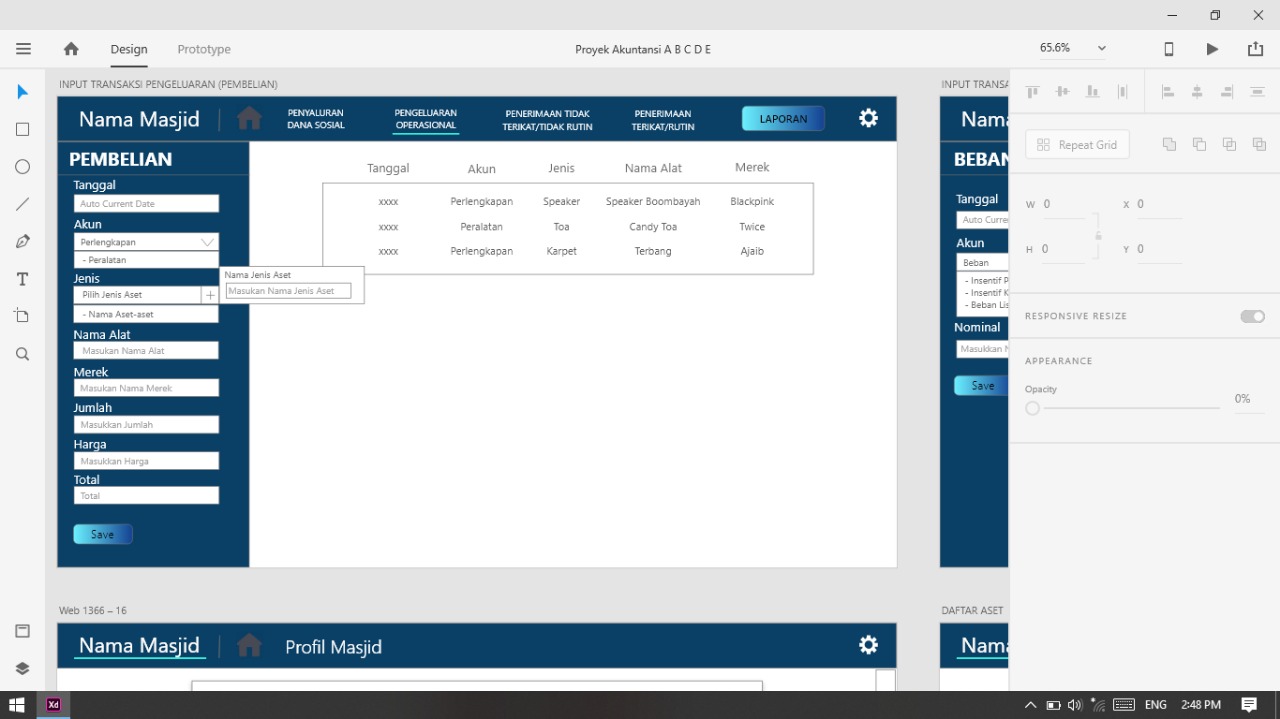 Design
Prototype
Proyek Akuntansi A B C D E
65.6%
INPUT TRANSAKSI PENGELUARAN (PEMBELIAN)
INPUT TRANSA
Nama Masjid
PENYALURAN
DANA SOSIAL
PENGELUARAN
OPERASIONAL
PENERIMAAN TIDAK
TERIKAT/TIDAK RUTIN
PENERIMAAN
TERIKAT/RUTIN
LAPORAN
PEMBELIAN
Tanggal
Auto Current Date
Akun
Perlengkapan
- Peralatan
Jenis
Pilih Jenis Aset
+
- Nama Aset-aset
Nama Jenis Aset
Masukan Nama Jenis Aset
Nama Alat
Masukan Nama Alat
Merek
Masukan Nama Merek
Jumlah
Masukkan Jumlah
Harga
Masukkan Harga
Total
Total
Save
Tanggal Akun Jenis Nama Alat Merek
xxxx Perlengkapan Speaker Speaker Boombayah Blackpink
xxxx Peralatan Toa Candy Toa Twice
xxxx Perlengkapan Karpet Terbang Ajaib
Nama
BEBAN
Tanggal
Auto Curre
Akun
Beban
- Insentif P
- Insentif K
- Beban Lis
Nominal
Masukkan N
Save
Repeat Grid
W 0 X 0
H 0 Y 0
RESPONSIVE RESIZE
APPEARANCE
Opacity
0%
Web 1366 – 16
Nama Masjid
Profil Masjid
DAFTAR ASET
Nama
Xd
ENG
2:48 PM